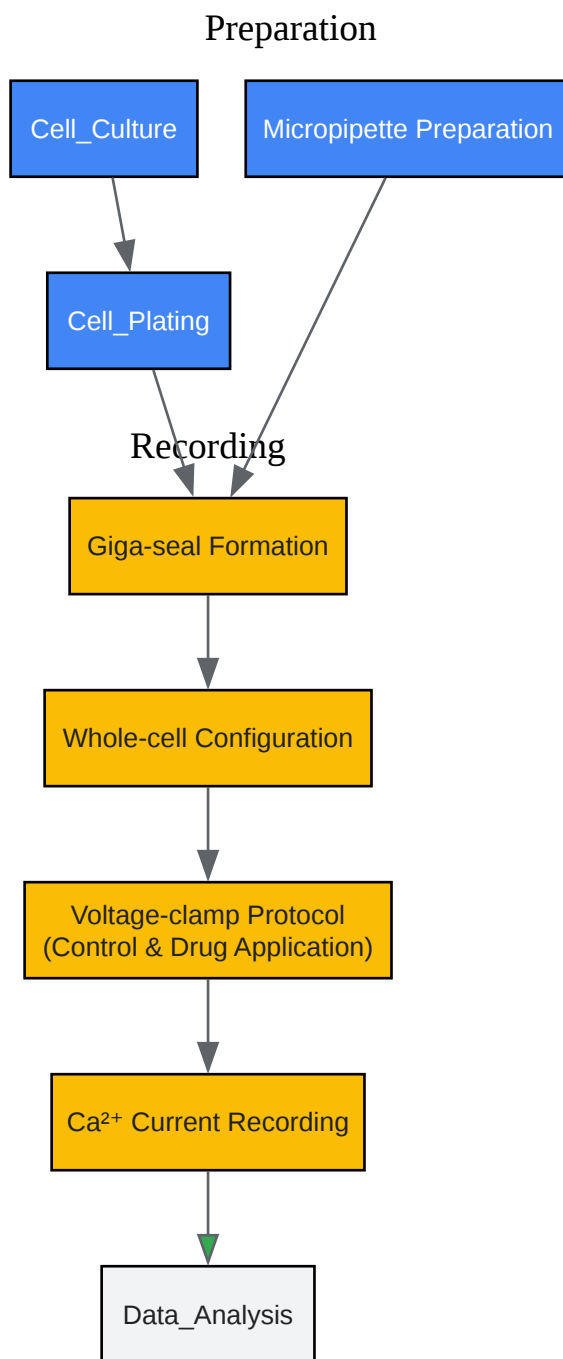 Preparation
Cell_Culture
Micropipette Preparation
Cell_Plating
Recording
Giga-seal Formation
Whole-cell Configuration
Voltage-clamp Protocol
(Control & Drug Application)
Ca²⁺ Current Recording
Data_Analysis